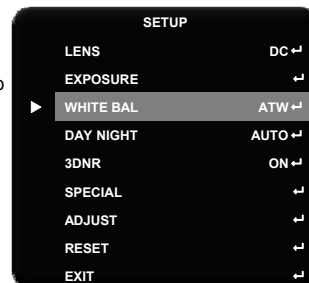 SETUP
LENS DC↵
EXPOSURE ↵
WHITE BAL ATW↵
DAY NIGHT AUTO↵
3DNR ON↵
SPECIAL ↵
ADJUST ↵
RESET ↵
EXIT ↵